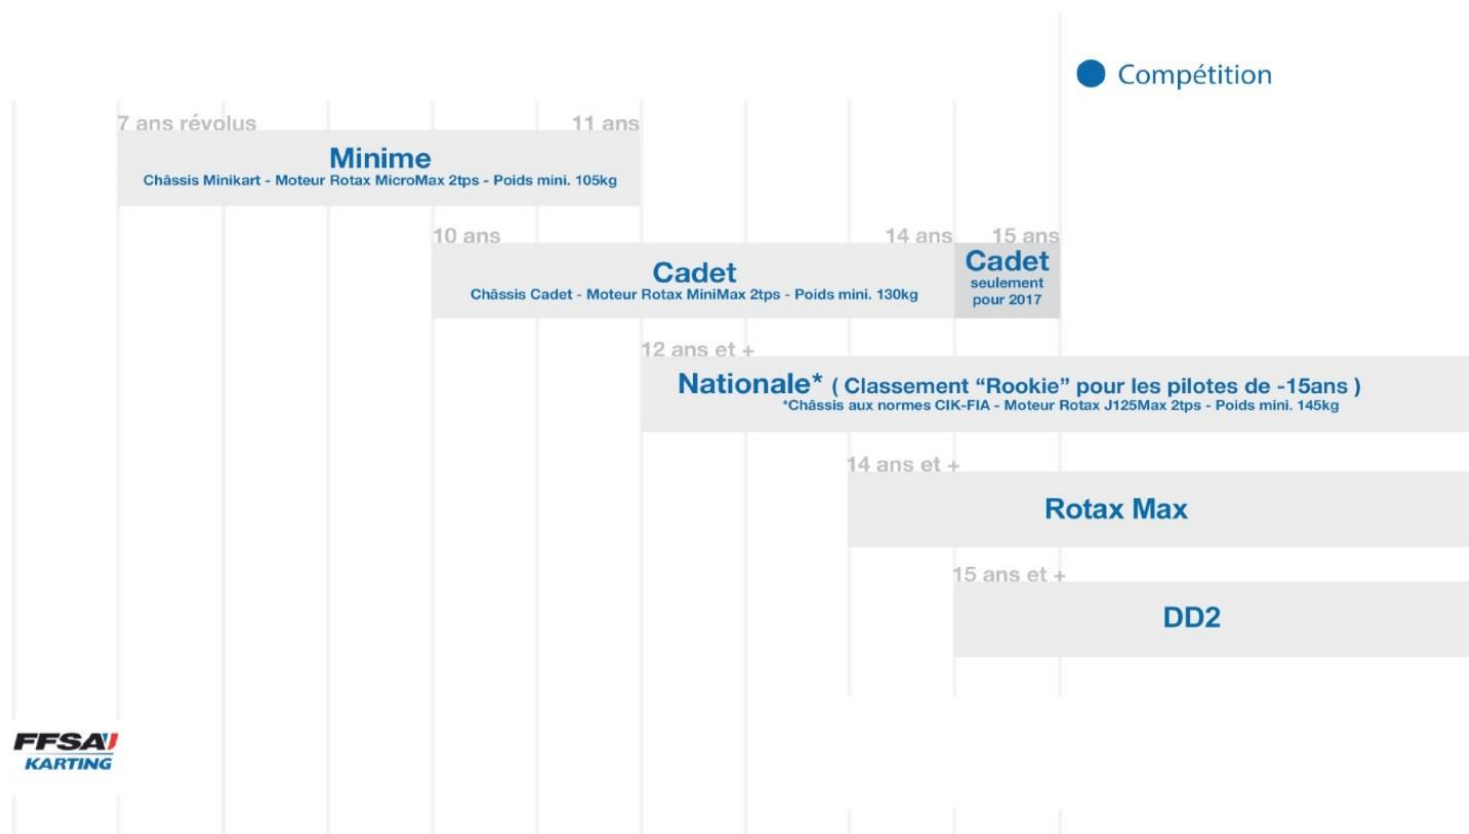 Compétition
7 ans révolus 11 ans
Minime
Châssis Minikart - Moteur Rotax MicroMax 2tps - Poids mini. 105kg
10 ans 14 ans 15 ans
Cadet
Châssis Cadet - Moteur Rotax MiniMax 2tps - Poids mini. 130kg
Cadet
seulement
pour 2017
12 ans et +
Nationale* ( Classement “Rookie” pour les pilotes de -15ans )
*Châssis aux normes CIK-FIA - Moteur Rotax J125Max 2tps - Poids mini. 145kg
14 ans et +
Rotax Max
15 ans et +
DD2
FFSA
KARTING